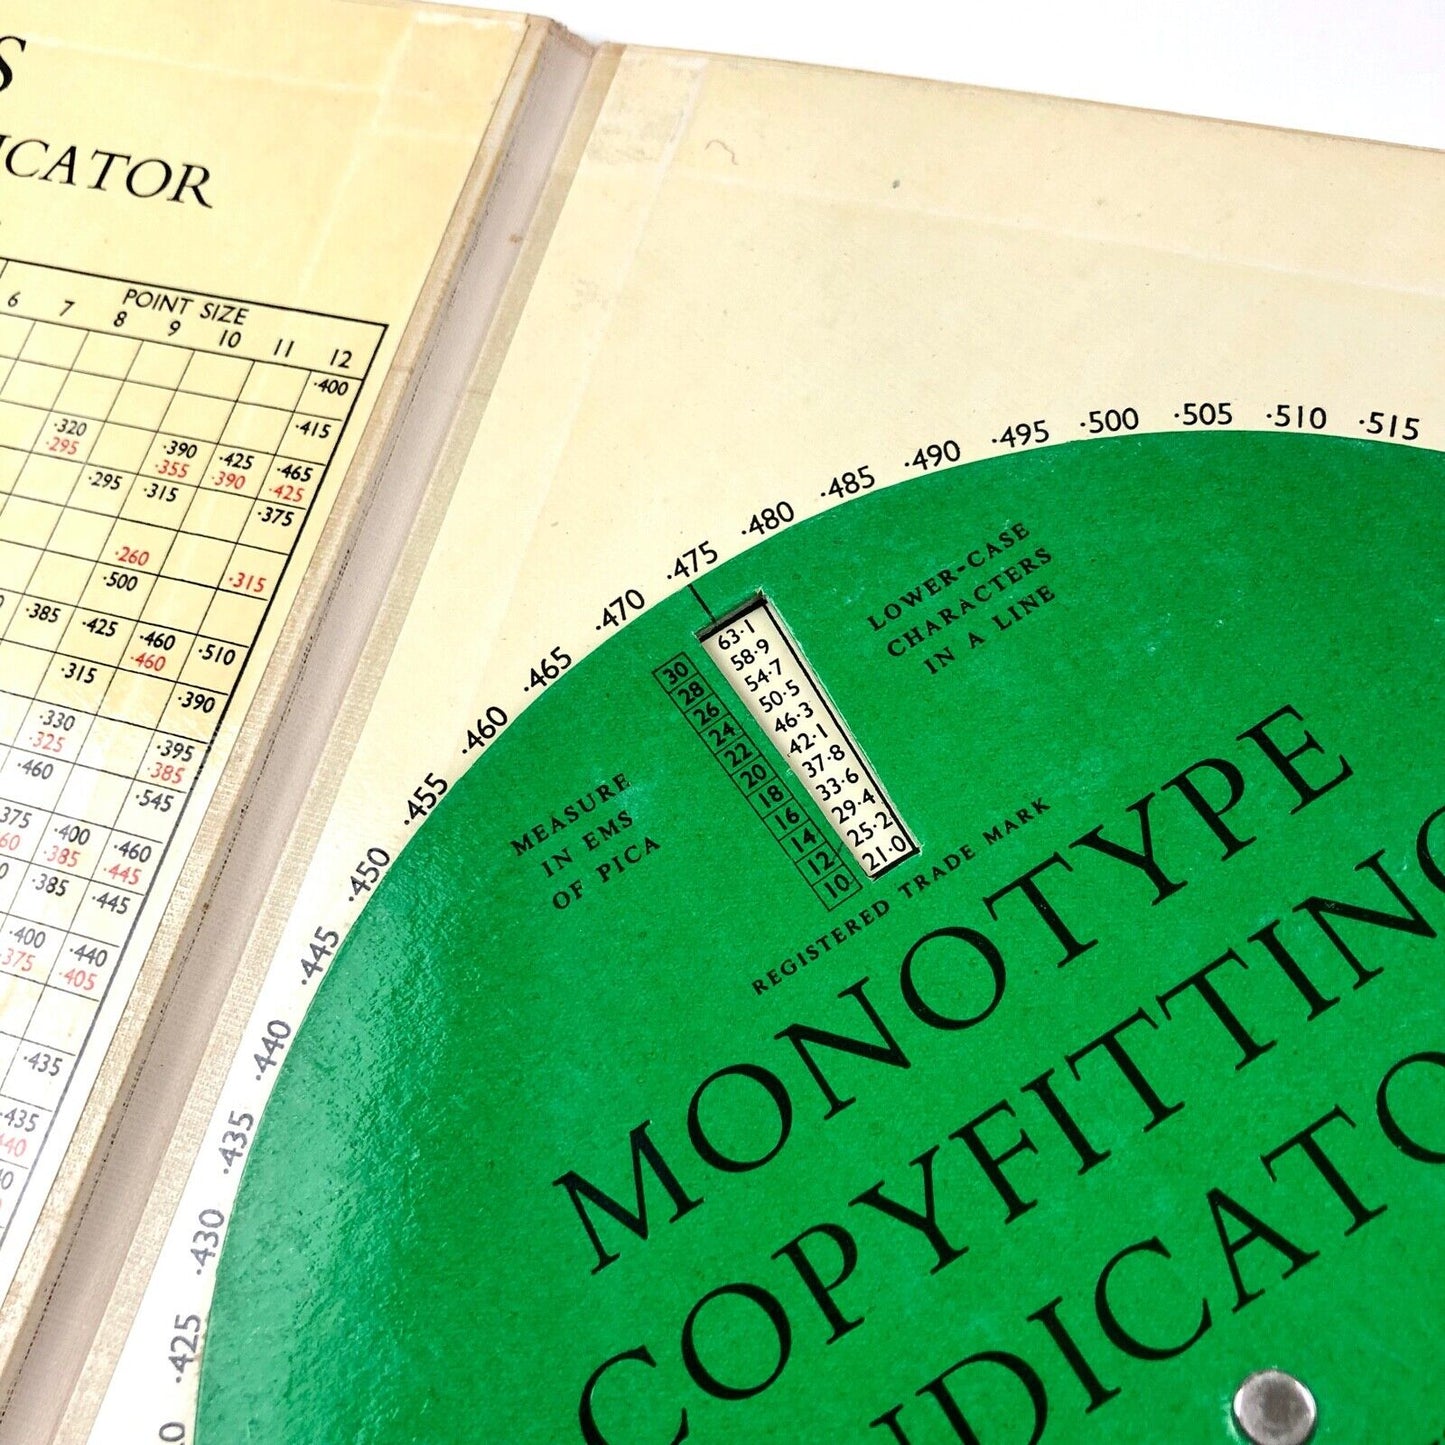 S
ICATOR
POINT SIZE
6 7 8 9 10 11 12
·400
·415
·320
·295
·390 ·425 ·465
·355 ·390 ·425
·295 ·315 ·375
·260 ·315
·500
·385 ·425 ·460 ·510
·460
·315 ·390
·330 ·395
·325 ·385
·460 ·545
375 ·400 ·460
60 ·385 ·445
·385 ·445
·400 ·440
375 ·405
·435
·435
·425
·430
·435
·440
·445
·450
·455
·460
·465
·470
·475
·480
·485
·490
·495
·500
·505
·510
·515
LOWER-CASE
CHARACTERS
IN A LINE
MEASURE
IN EMS
OF PICA
30 63·1
28 58·9
26 54·7
24 50·5
22 46·3
20 42·1
18 37·8
16 33·6
14 29·4
12 25·2
10 21·0
REGISTERED TRADE MARK
MONOTYPE
COPYFITTING
NDICATO